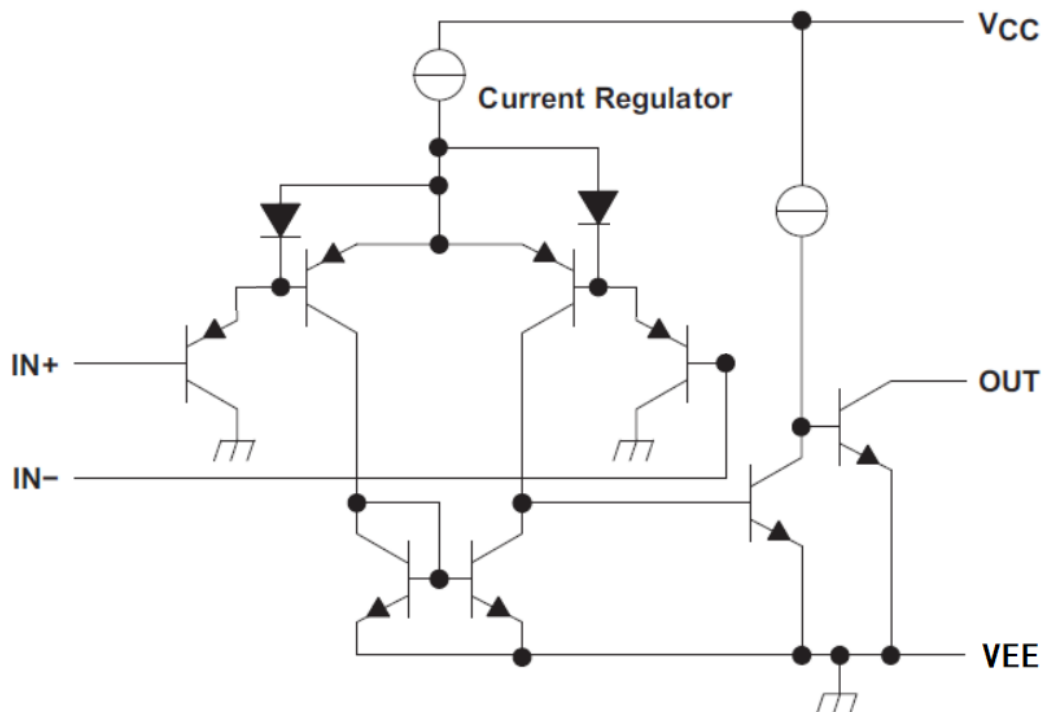 VCC
Current Regulator
IN+
OUT
IN−
VEE